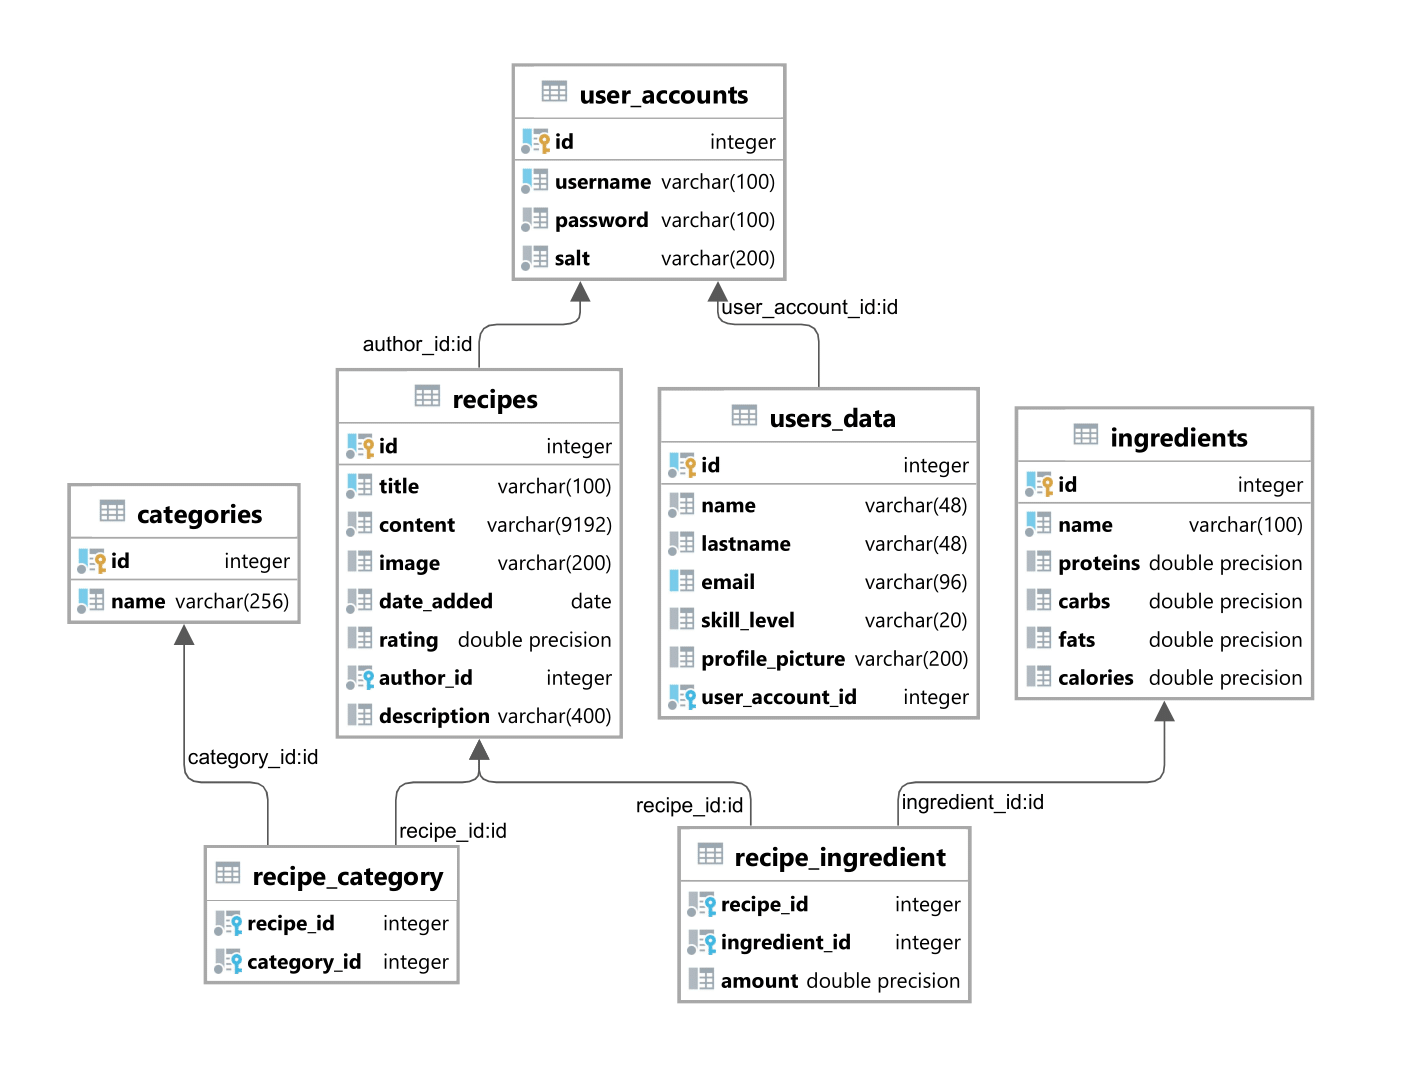 user_accounts
id integer
username varchar(100)
password varchar(100)
salt varchar(200)
author_id:id
user_account_id:id
recipes
id integer
title varchar(100)
content varchar(9192)
image varchar(200)
date_added date
rating double precision
author_id integer
description varchar(400)
users_data
id integer
name varchar(48)
lastname varchar(48)
email varchar(96)
skill_level varchar(20)
profile_picture varchar(200)
user_account_id integer
ingredients
id integer
name varchar(100)
proteins double precision
carbs double precision
fats double precision
calories double precision
categories
id integer
name varchar(256)
category_id:id
recipe_id:id
recipe_id:id
ingredient_id:id
recipe_category
recipe_id integer
category_id integer
recipe_ingredient
recipe_id integer
ingredient_id integer
amount double precision